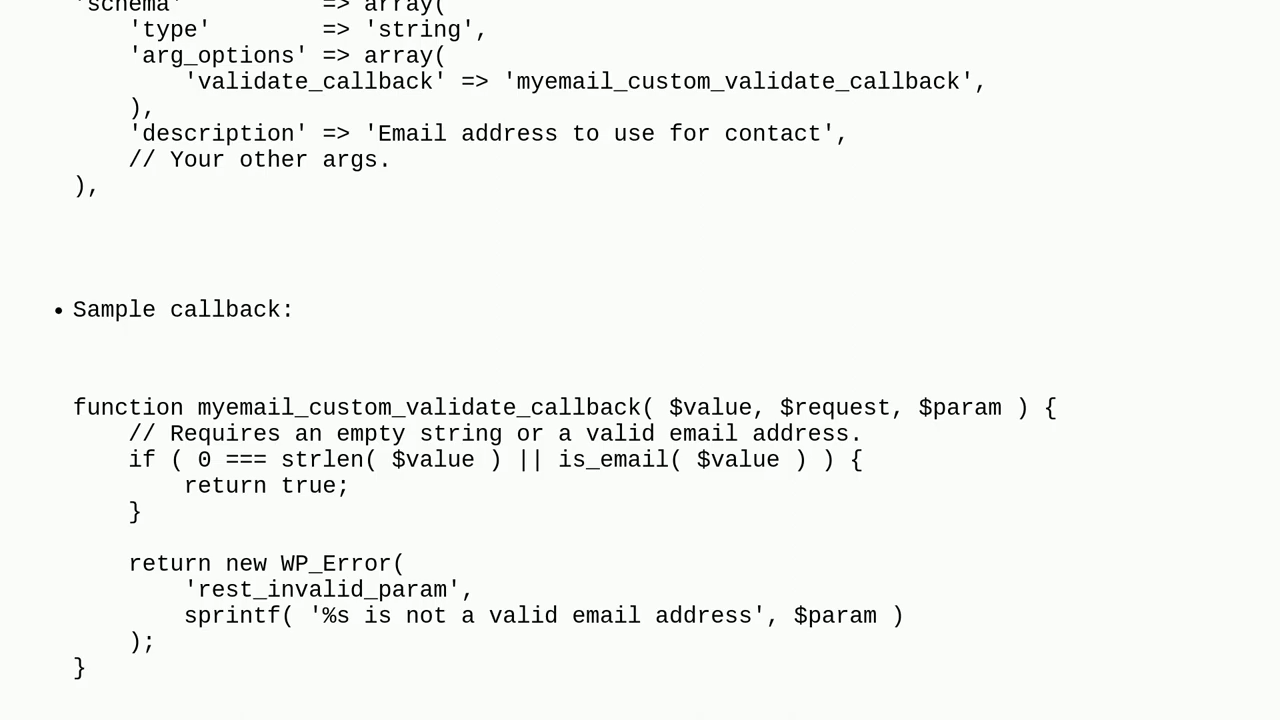 'schema'          => array(
    'type'        => 'string',
    'arg_options' => array(
        'validate_callback' => 'myemail_custom_validate_callback',
    ),
    'description' => 'Email address to use for contact',
    // Your other args.
),
• Sample callback:
function myemail_custom_validate_callback( $value, $request, $param ) {
    // Requires an empty string or a valid email address.
    if ( 0 === strlen( $value ) || is_email( $value ) ) {
        return true;
    }
    return new WP_Error(
        'rest_invalid_param',
        sprintf( '%s is not a valid email address', $param )
    );
}